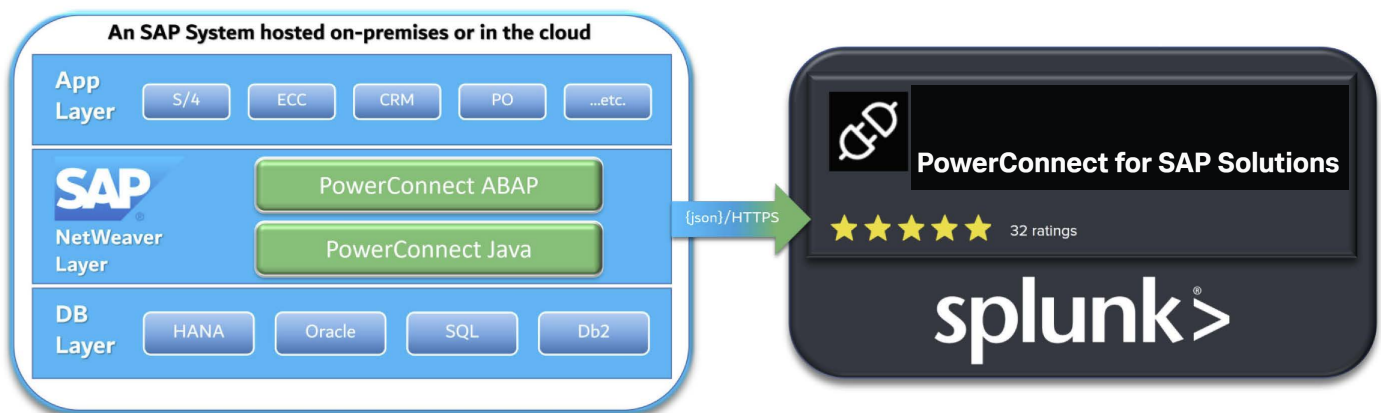 An SAP System hosted on-premises or in the cloud
App
Layer
S/4
ECC
CRM
PO
...etc.
SAP
®
NetWeaver
Layer
PowerConnect ABAP
PowerConnect Java
DB
Layer
HANA
Oracle
SQL
Db2
{json}/HTTPS
PowerConnect for SAP Solutions
32 ratings
splunk>®